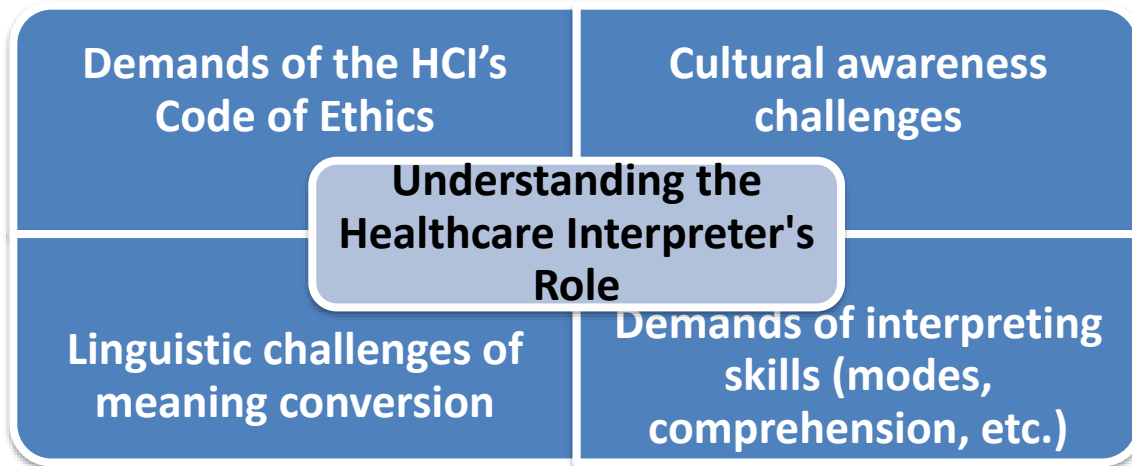 Demands of the HCI’s
Code of Ethics
Cultural awareness
challenges
Understanding the
Healthcare Interpreter's
Role
Linguistic challenges of
meaning conversion
Demands of interpreting
skills (modes,
comprehension, etc.)